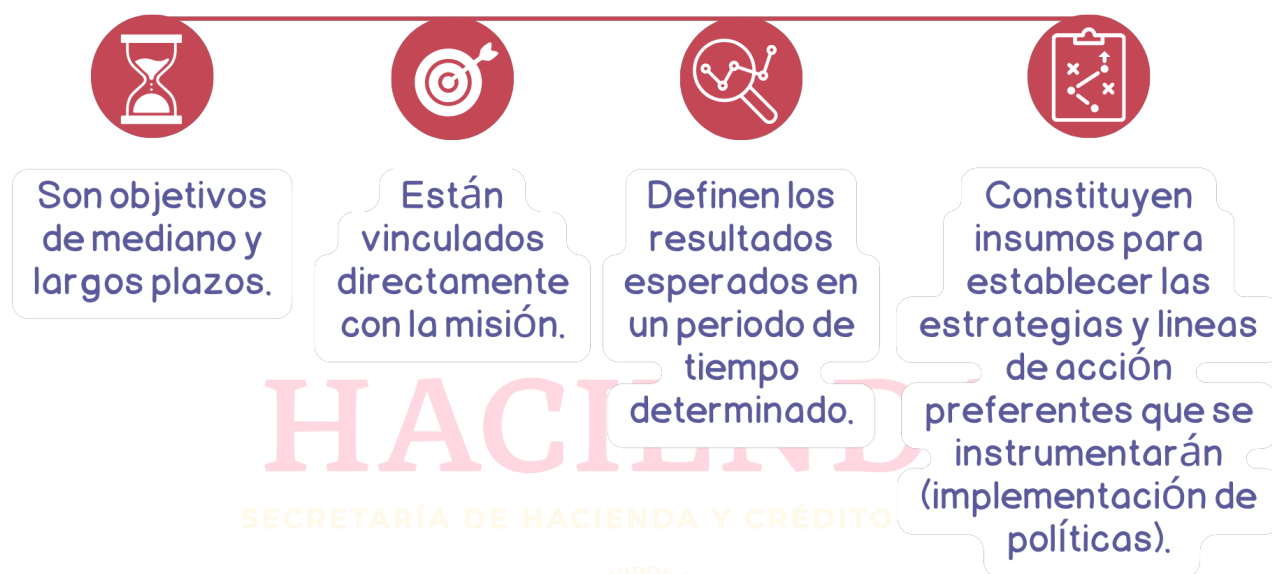 Son objetivos
de mediano y
largos plazos.
Están
vinculados
directamente
con la misión.
Definen los
resultados
esperados en
un periodo de
tiempo
determinado.
Constituyen
insumos para
establecer las
estrategias y lineas
de acción
preferentes que se
instrumentarán
(implementación de
políticas).
HACIEND
SECRETARÍA DE HACIENDA Y CRÉDITO